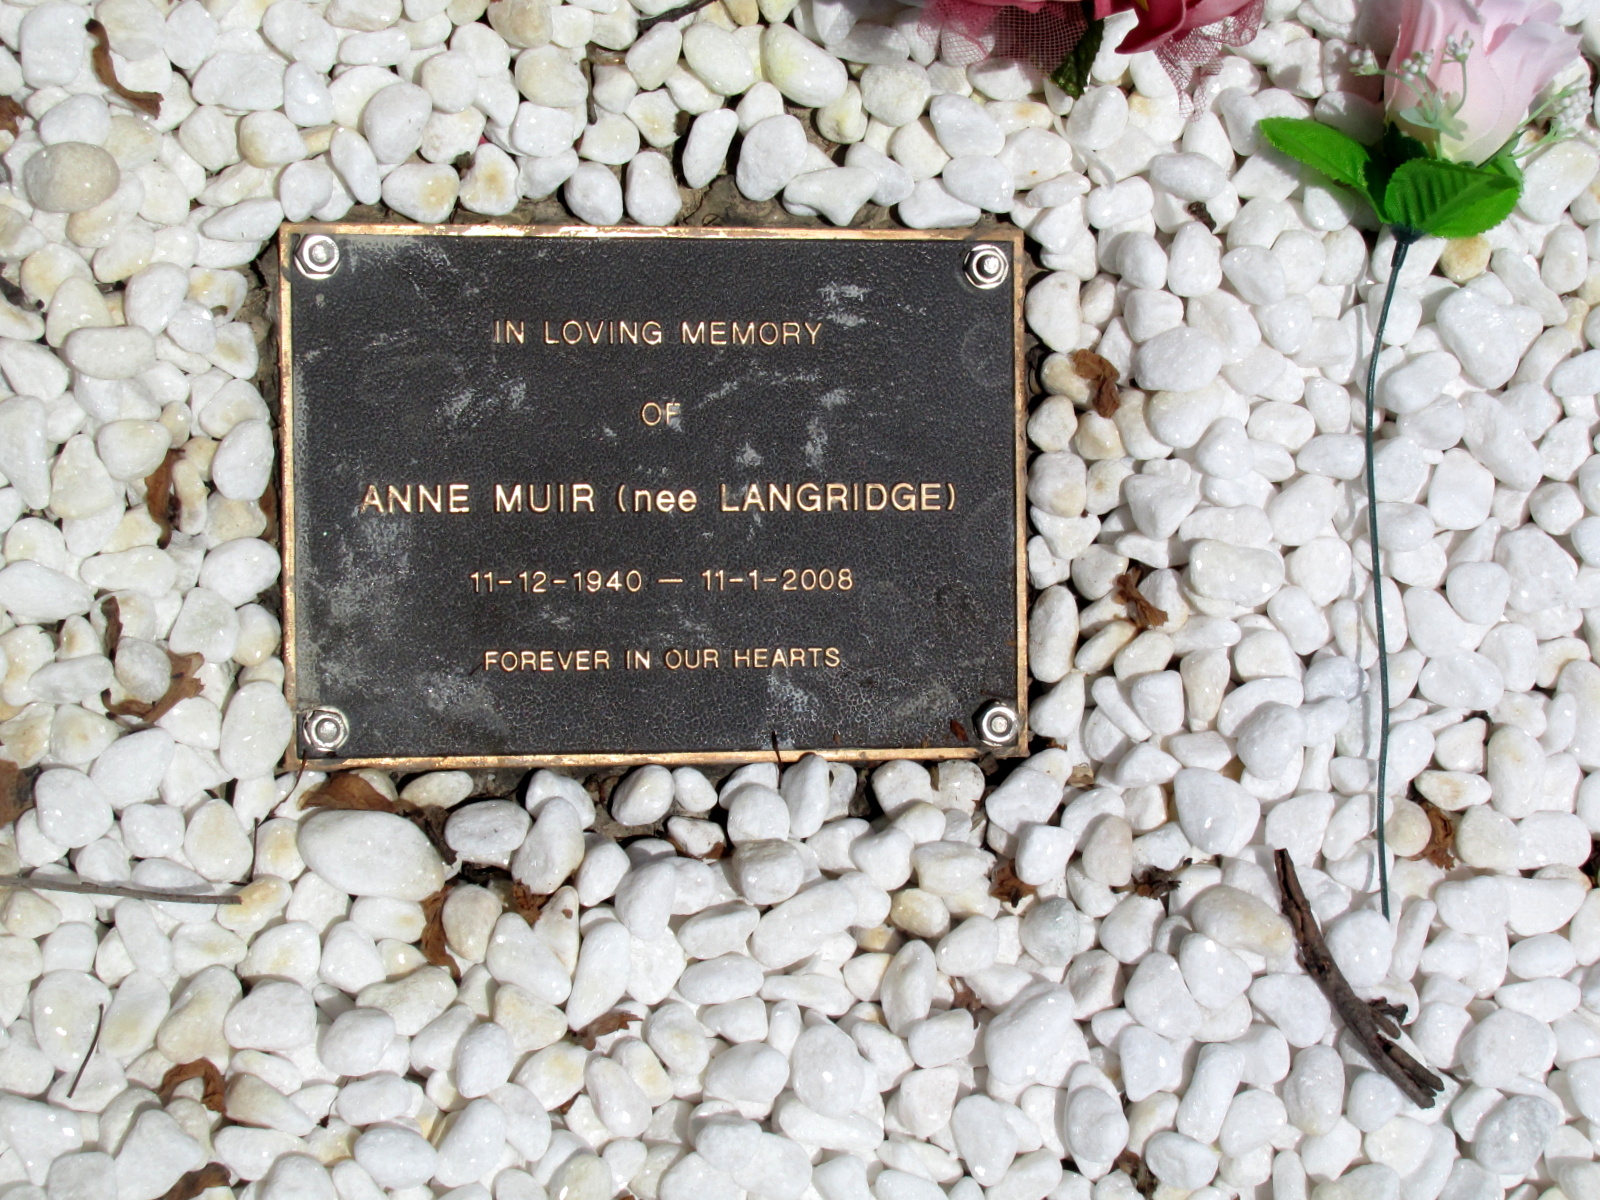 IN LOVING MEMORY
OF
ANNE MUIR (nee LANGRIDGE)
11-12-1940 — 11-1-2008
FOREVER IN OUR HEARTS